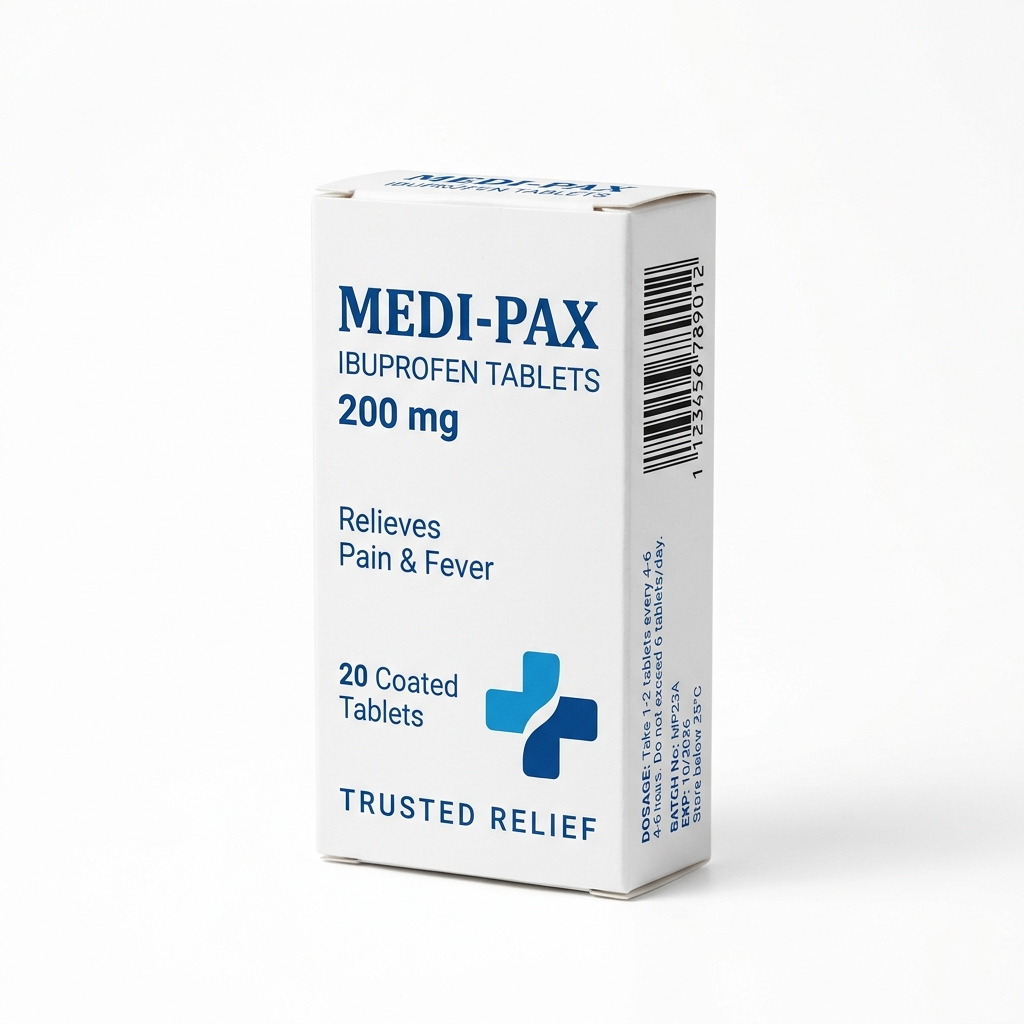 MEDI-PAX
IBUPROFEN TABLETS
MEDI-PAX
IBUPROFEN TABLETS
200 mg
Relieves
Pain & Fever
20 Coated
Tablets
TRUSTED RELIEF
1 123456 789012
DOSAGE: Take 1-2 tablets every 4-6
4-6 hours. Do not exceed 6 tablets/day.
BATCH No: MP23A
EXP: 10/2026
Store below 25°C